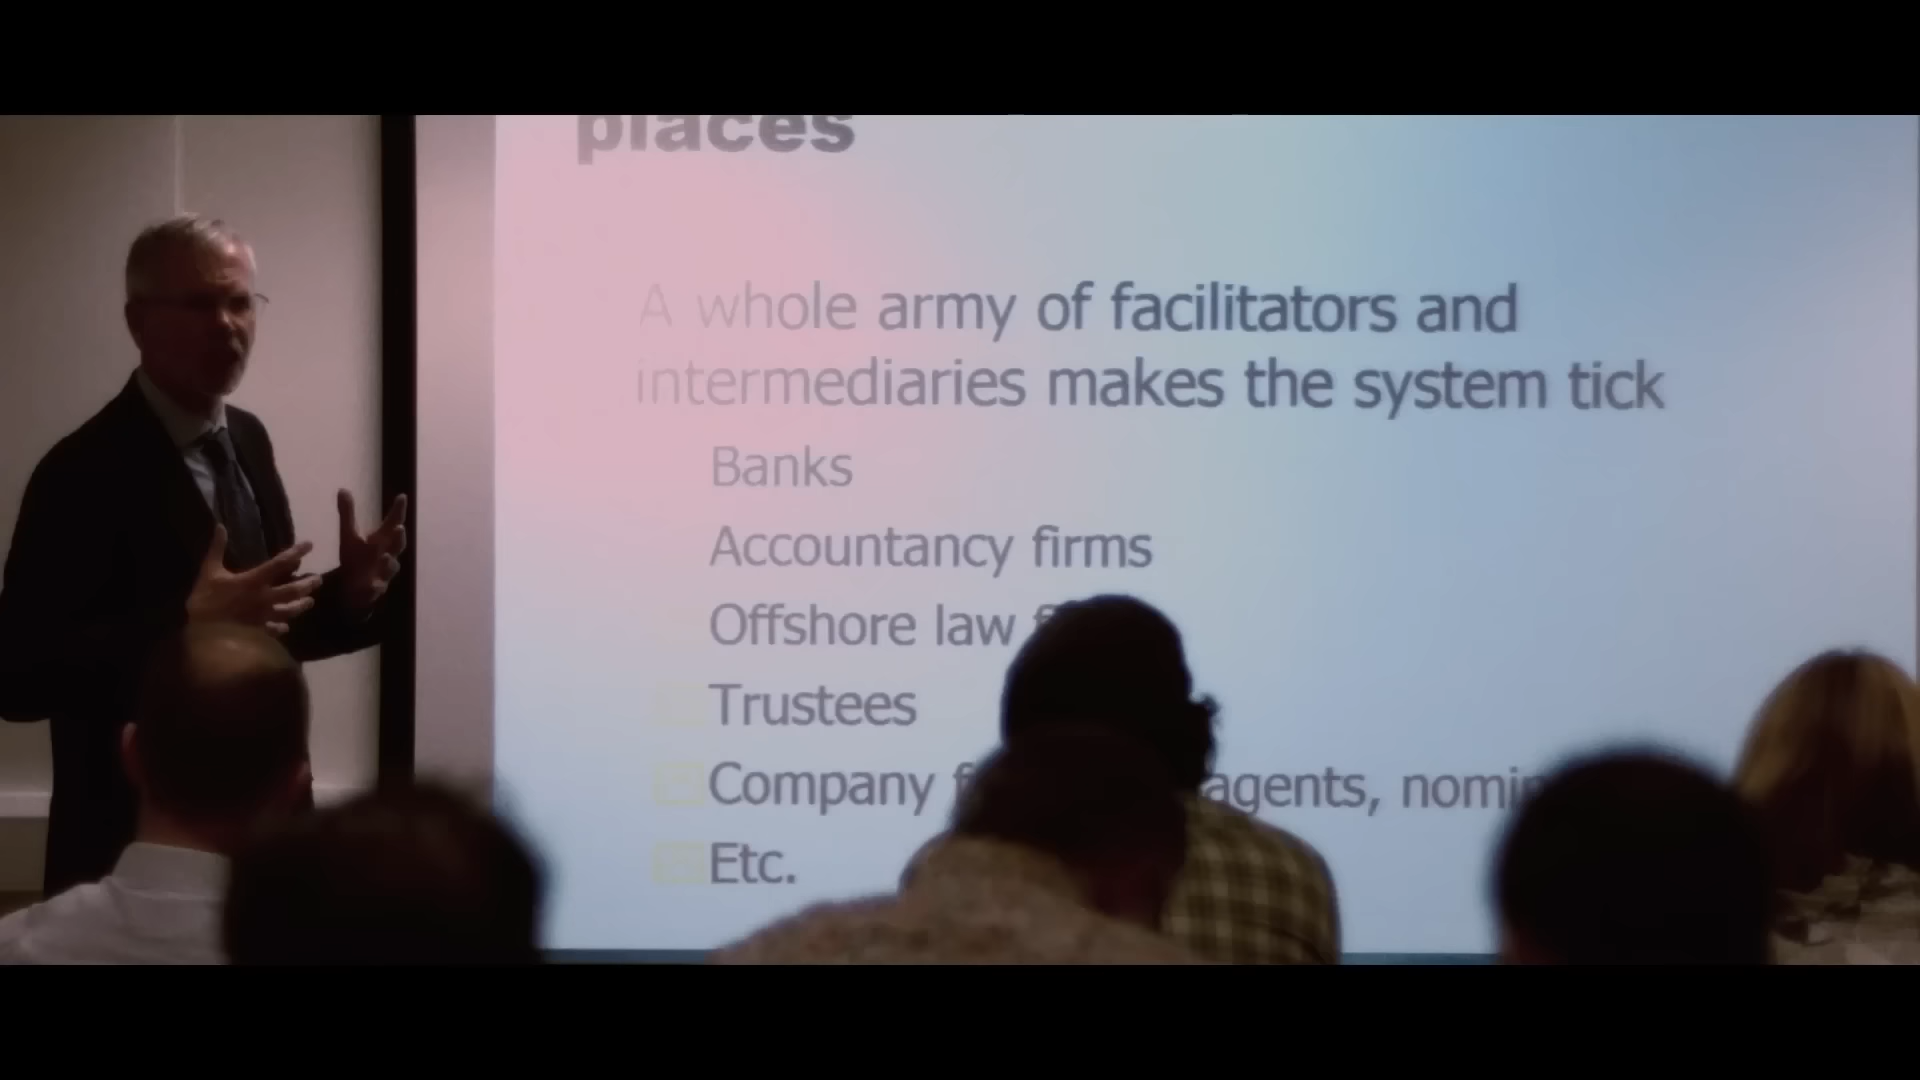 places
A whole army of facilitators and
intermediaries makes the system tick
Banks
Accountancy firms
Offshore law
Trustees
Company agents,
Etc.